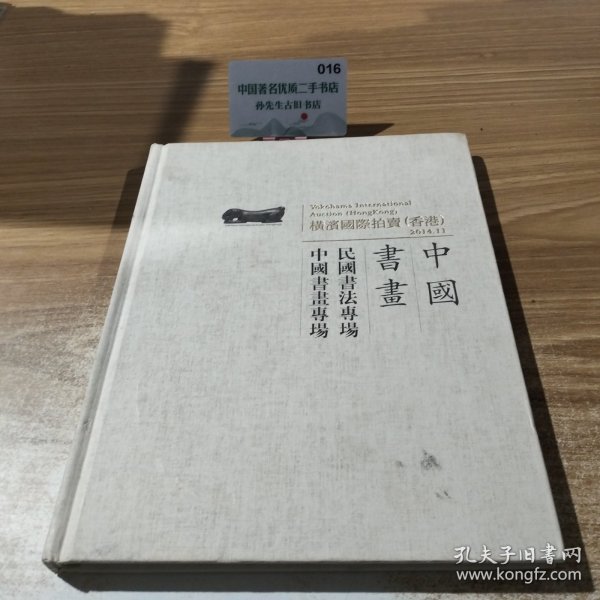 016
中国著名优质二手书店
孙先生古旧书店
Yokohama International
Auction (HongKong)
橫濱國際拍賣(香港)
2014.11
中國
書畫
民國書法專場
中國書畫專場
孔夫子旧书网
www.kongfz.com